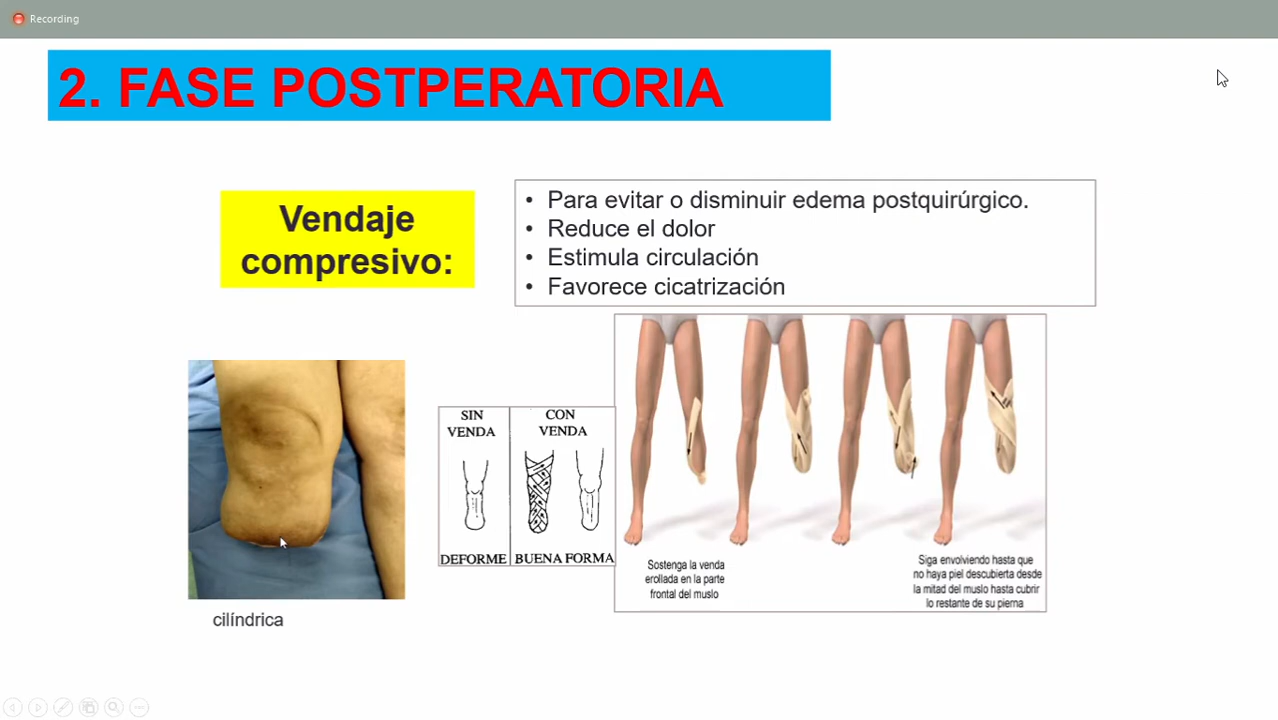 Recording
2. FASE POSTPERATORIA
Vendaje
compresivo:
• Para evitar o disminuir edema postquirúrgico.
• Reduce el dolor
• Estimula circulación
• Favorece cicatrización
SIN
VENDA
CON
VENDA
DEFORME
BUENA FORMA
Sostenga la venda
erollada en la parte
frontal del muslo
Siga envolviendo hasta que
no haya piel descubierta desde
la mitad del muslo hasta cubrir
lo restante de su pierna
cilíndrica